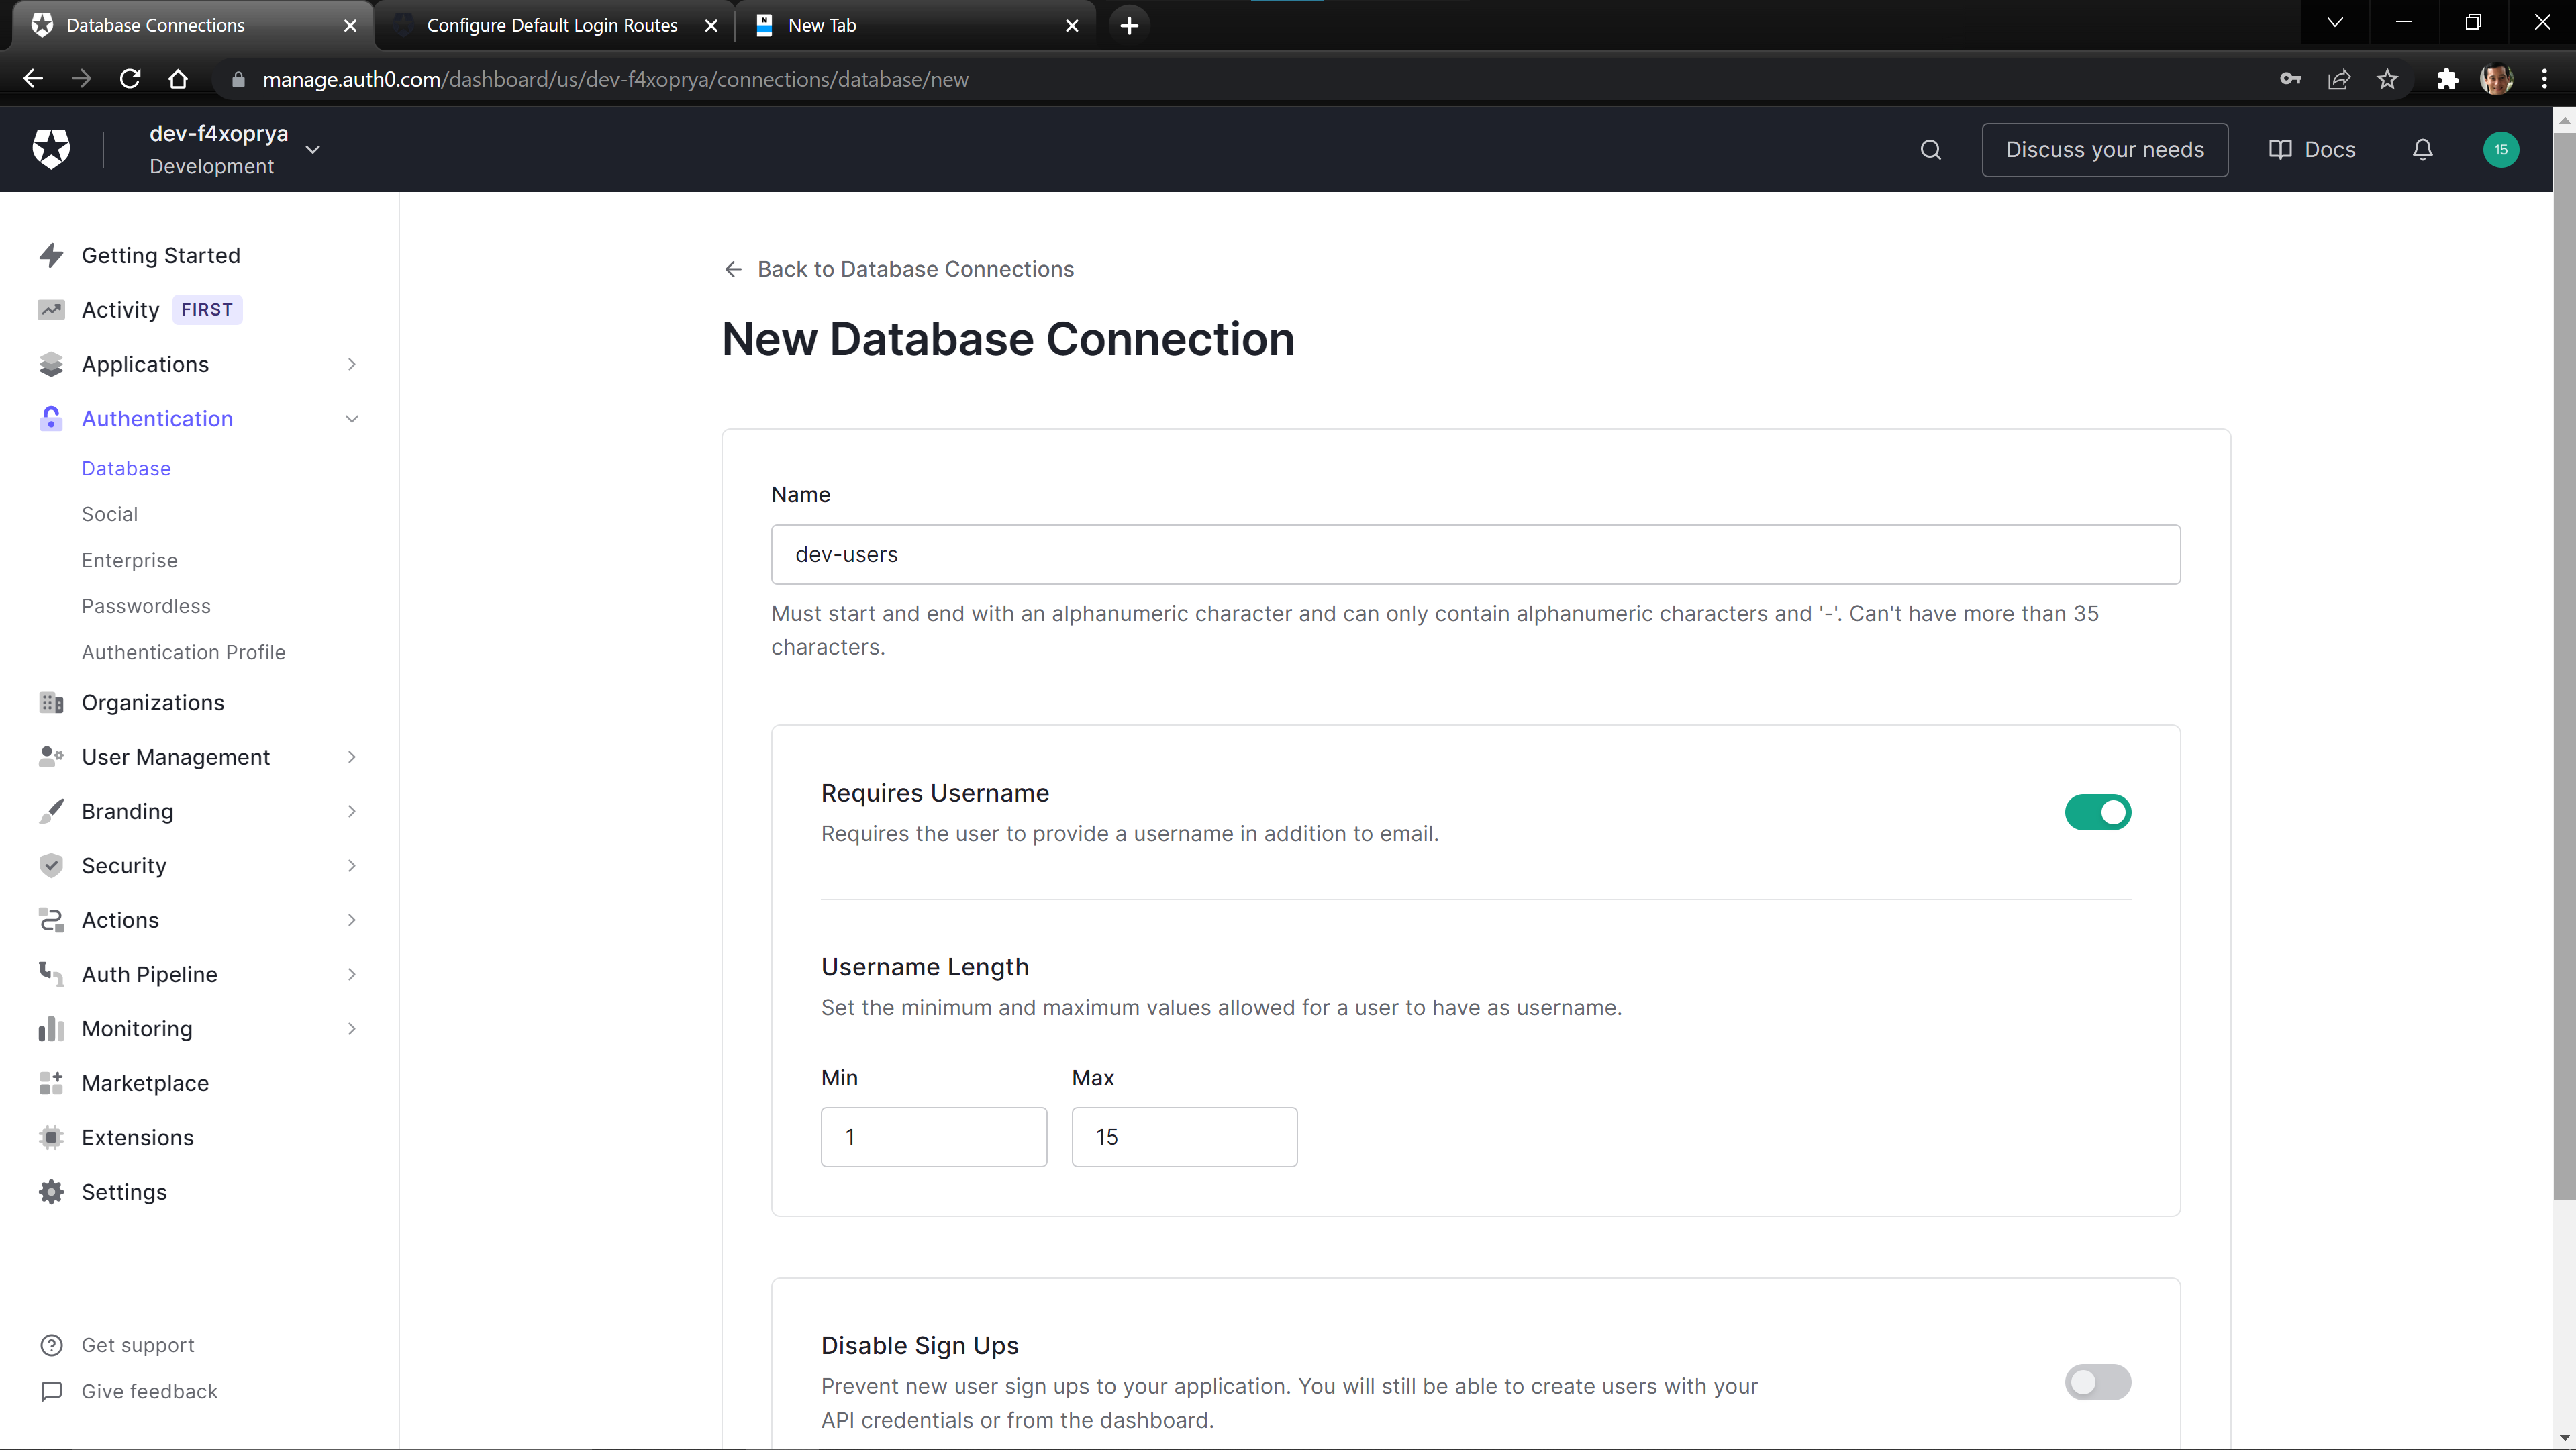 Database Connections
Configure Default Login Routes
New Tab
manage.auth0.com/dashboard/us/dev-f4xoprya/connections/database/new
dev-f4xoprya
Development
Discuss your needs
Docs
15
Getting Started
Activity FIRST
Applications
Authentication
Database
Social
Enterprise
Passwordless
Authentication Profile
Organizations
User Management
Branding
Security
Actions
Auth Pipeline
Monitoring
Marketplace
Extensions
Settings
Get support
Give feedback
Back to Database Connections
New Database Connection
Name
dev-users
Must start and end with an alphanumeric character and can only contain alphanumeric characters and '-'. Can't have more than 35
characters.
Requires Username
Requires the user to provide a username in addition to email.
Username Length
Set the minimum and maximum values allowed for a user to have as username.
Min Max
1 15
Disable Sign Ups
Prevent new user sign ups to your application. You will still be able to create users with your
API credentials or from the dashboard.